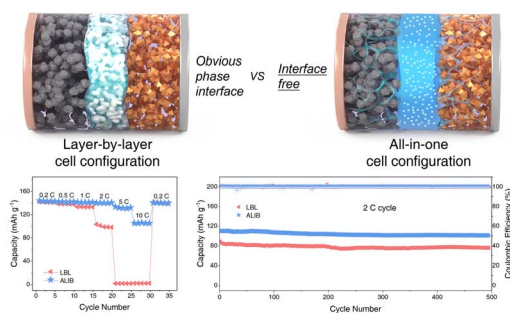 Obvious
phase
interface
VS
Interface
free
Layer-by-layer
cell configuration
All-in-one
cell configuration
Capacity (mAh g⁻¹)
160
120
80
40
0
0.2 C
0.5 C
1 C
2 C
5 C
10 C
0.2 C
LBL
ALIB
0 5 10 15 20 25 30 35
Cycle Number
Capacity (mAh g⁻¹)
200
160
120
80
40
0
LBL
ALIB
2 C cycle
100
80
60
40
20
0
Coulombic Efficiency (%)
0 100 200 300 400 500
Cycle Number